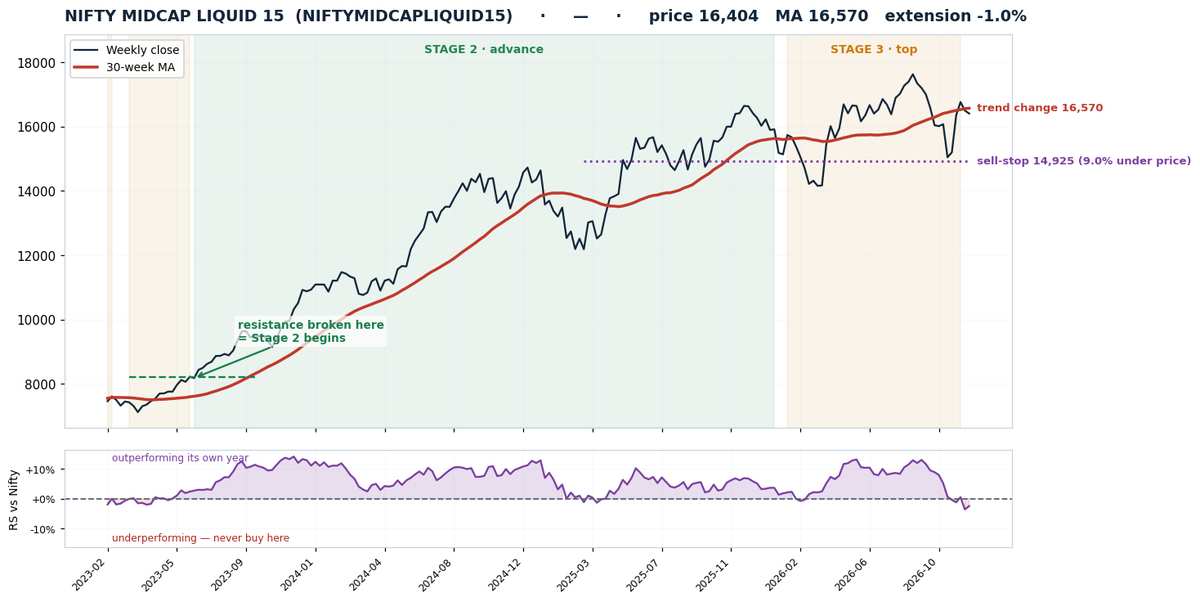 NIFTY MIDCAP LIQUID 15 (NIFTYMIDCAPLIQUID15) · — · price 16,404 MA 16,570 extension -1.0%
Weekly close
30-week MA
STAGE 2 · advance
STAGE 3 · top
18000
16000
14000
12000
10000
8000
trend change 16,570
sell-stop 14,925 (9.0% under price)
resistance broken here
= Stage 2 begins
RS vs Nifty
+10%
+0%
-10%
outperforming its own year
underperforming — never buy here
2023-02
2023-05
2023-09
2024-01
2024-04
2024-08
2024-12
2025-03
2025-07
2025-11
2026-02
2026-06
2026-10